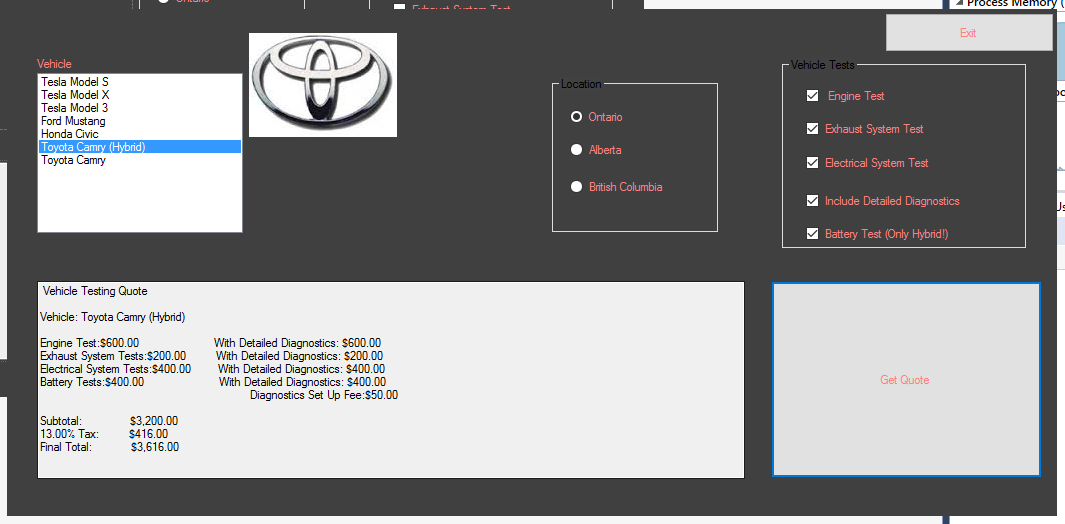 Ontario
Exhaust System Test
Process Memory (
Exit
Vehicle
Tesla Model S
Tesla Model X
Tesla Model 3
Ford Mustang
Honda Civic
Toyota Camry (Hybrid)
Toyota Camry
Location
Ontario
Alberta
British Columbia
Vehicle Tests
Engine Test
Exhaust System Test
Electrical System Test
Include Detailed Diagnostics
Battery Test (Only Hybrid!)
Vehicle Testing Quote
Vehicle: Toyota Camry (Hybrid)
Engine Test:$600.00 With Detailed Diagnostics: $600.00
Exhaust System Tests:$200.00 With Detailed Diagnostics: $200.00
Electrical System Tests:$400.00 With Detailed Diagnostics: $400.00
Battery Tests:$400.00 With Detailed Diagnostics: $400.00
Diagnostics Set Up Fee:$50.00
Subtotal: $3,200.00
13.00% Tax: $416.00
Final Total: $3,616.00
Get Quote